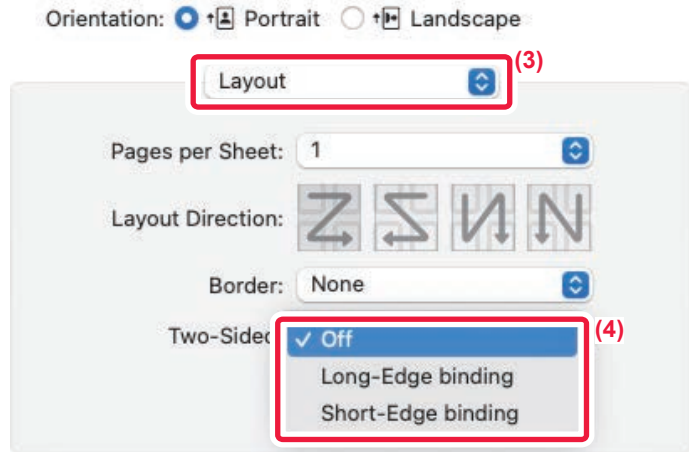 Orientation: Portrait Landscape
Layout (3)
Pages per Sheet: 1
Layout Direction:
Border: None
Two-Sided ✓ Off (4)
Long-Edge binding
Short-Edge binding